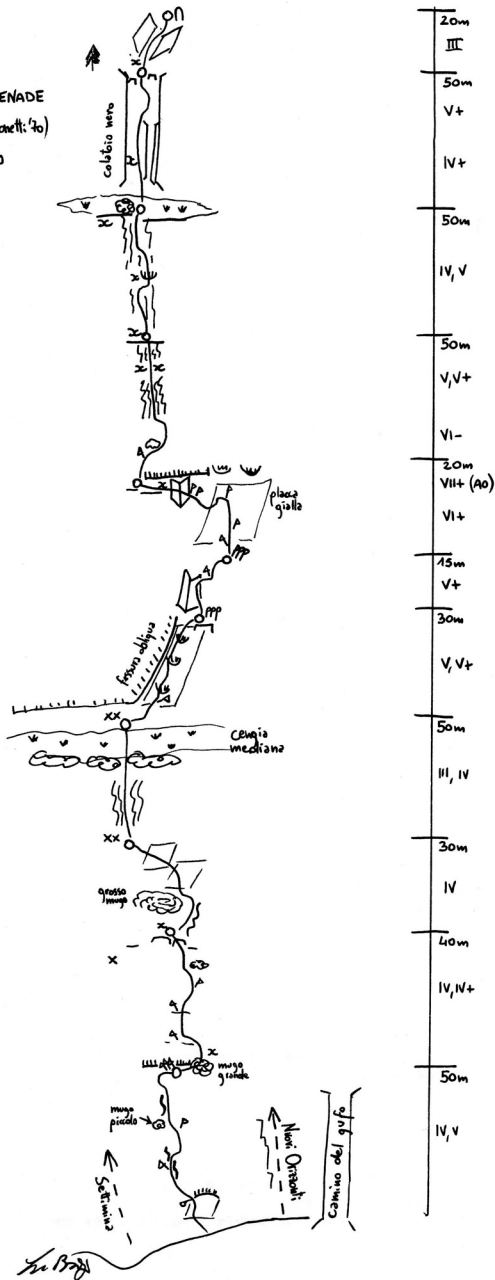 ENADE
onetti '70)
colatoio nero
20m
III
50m
V+
IV+
50m
IV, V
50m
V, V+
VI-
20m
VII+ (A0)
VI+
placca
gialla
15m
V+
30m
fessura obliqua
V, V+
50m
cengia
mediana
III, IV
30m
IV
grosso
mugo
40m
IV, IV+
50m
mugo
grande
mugo
piccolo
IV, V
Settimina
Nuovi Orizzonti
camino del gufo